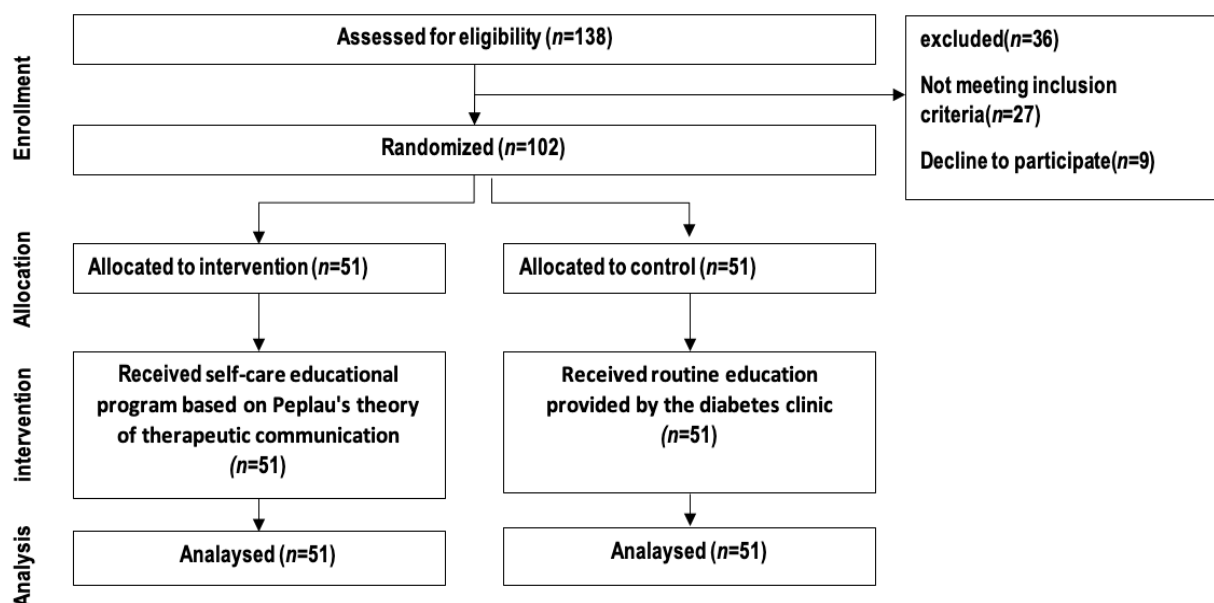 Enrollment
Assessed for eligibility (n=138)
excluded(n=36)
Not meeting inclusion
criteria(n=27)
Decline to participate(n=9)
Randomized (n=102)
Allocation
Allocated to intervention (n=51)
Allocated to control (n=51)
intervention
Received self-care educational
program based on Peplau's theory
of therapeutic communication
(n=51)
Received routine education
provided by the diabetes clinic
(n=51)
Analysis
Analaysed (n=51)
Analaysed (n=51)